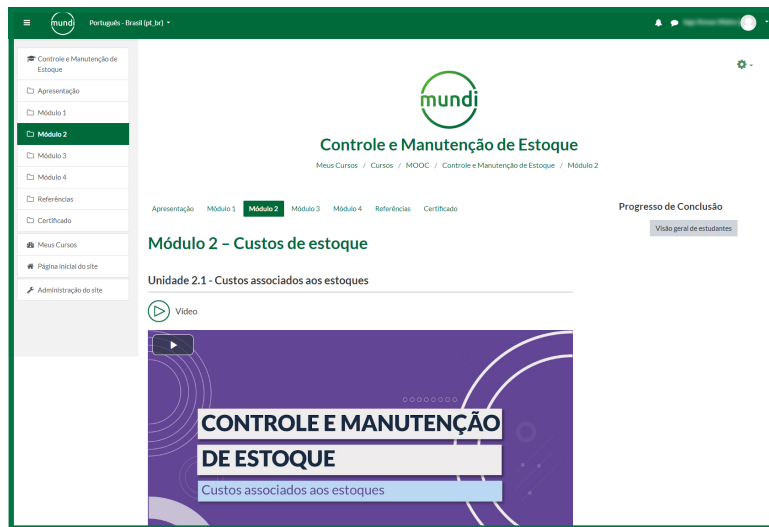 mundi
Português - Brasil (pt_br)
Controle e Manutenção de
Estoque
Apresentação
Módulo 1
Módulo 2
Módulo 3
Módulo 4
Referências
Certificado
Meus Cursos
Página inicial do site
Administração do site
mundi
Controle e Manutenção de Estoque
Meus Cursos / Cursos / MOOC / Controle e Manutenção de Estoque / Módulo 2
Apresentação Módulo 1 Módulo 2 Módulo 3 Módulo 4 Referências Certificado
Progresso de Conclusão
Visão geral de estudantes
Módulo 2 – Custos de estoque
Unidade 2.1 - Custos associados aos estoques
Vídeo
CONTROLE E MANUTENÇÃO
DE ESTOQUE
Custos associados aos estoques